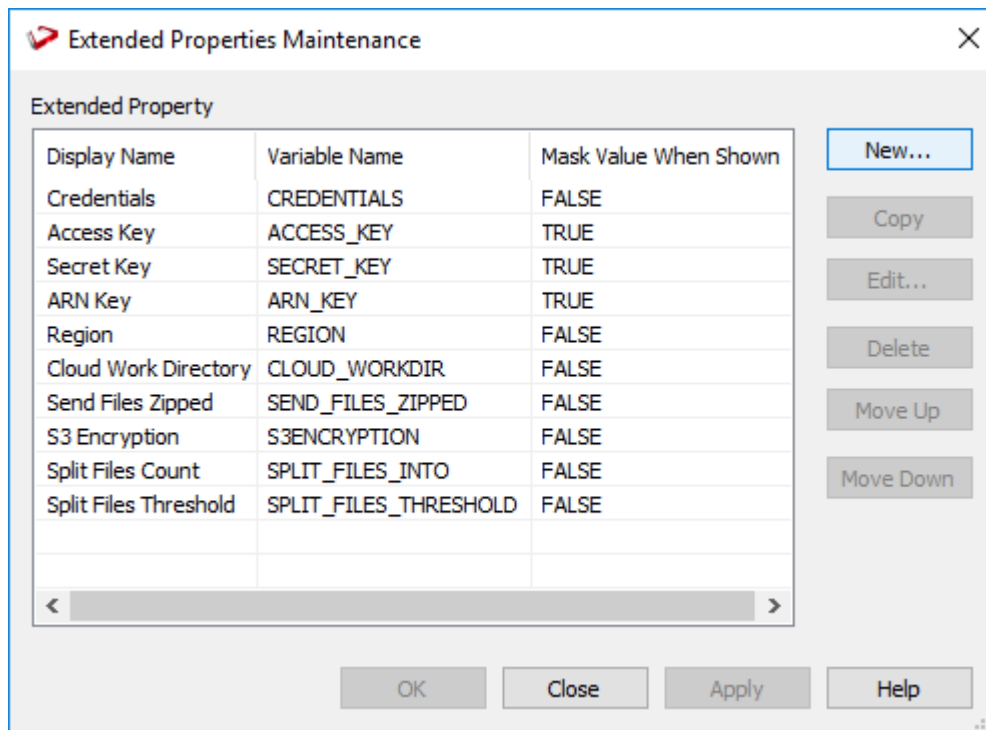 Extended Properties Maintenance
Extended Property
Display Name Variable Name Mask Value When Shown
Credentials CREDENTIALS FALSE
Access Key ACCESS_KEY TRUE
Secret Key SECRET_KEY TRUE
ARN Key ARN_KEY TRUE
Region REGION FALSE
Cloud Work Directory CLOUD_WORKDIR FALSE
Send Files Zipped SEND_FILES_ZIPPED FALSE
S3 Encryption S3ENCRYPTION FALSE
Split Files Count SPLIT_FILES_INTO FALSE
Split Files Threshold SPLIT_FILES_THRESHOLD FALSE
New...
Copy
Edit...
Delete
Move Up
Move Down
OK Close Apply Help